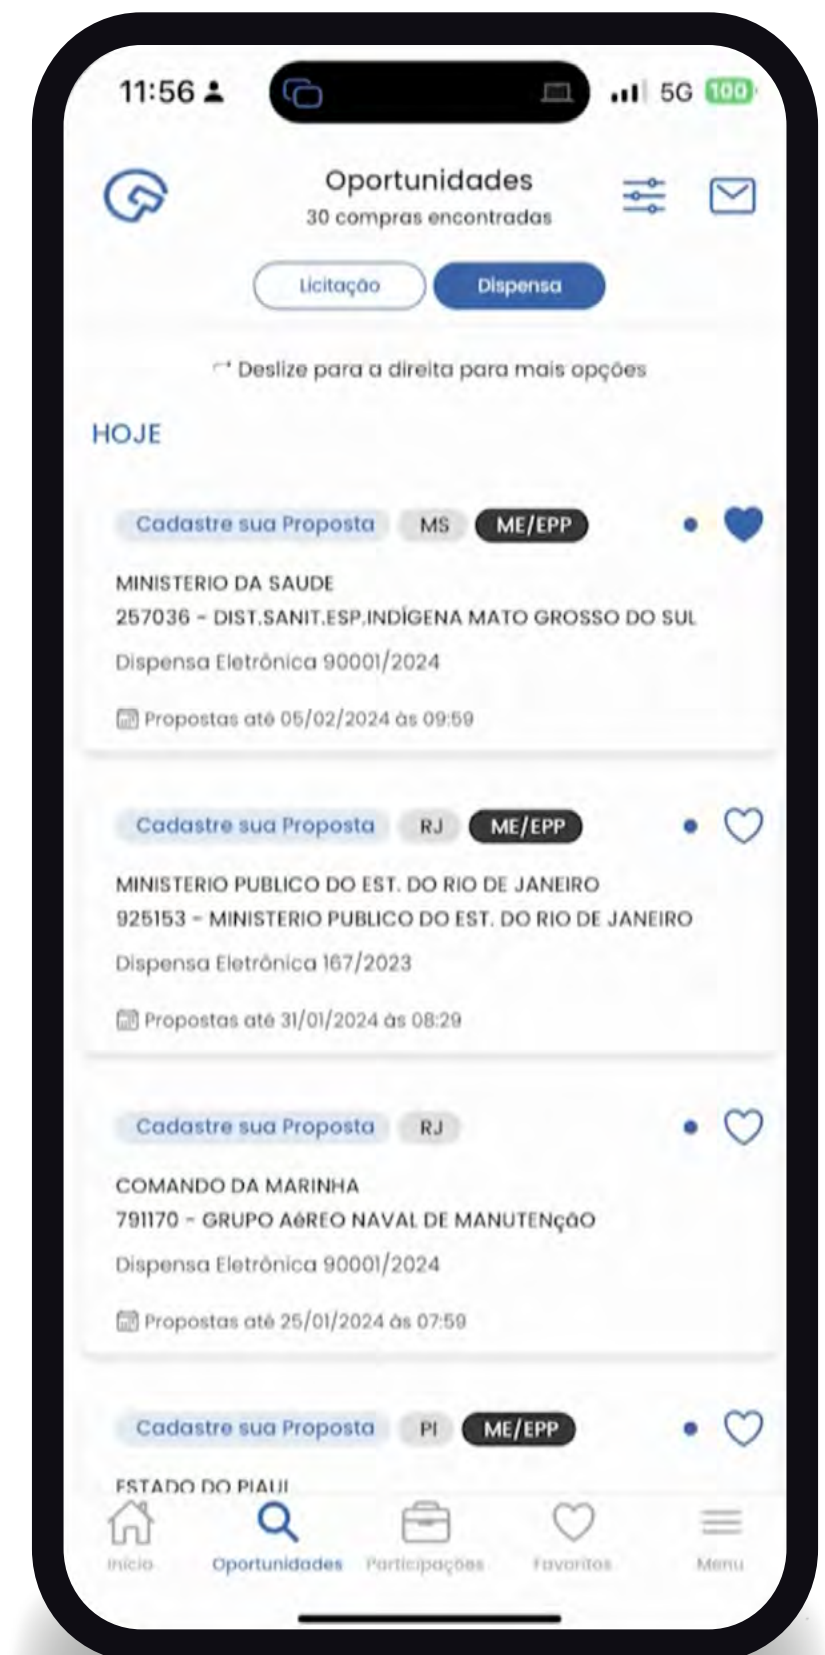 11:56
5G
100
Oportunidades
30 compras encontradas
Licitação
Dispensa
Deslize para a direita para mais opções
HOJE
Cadastre sua Proposta MS ME/EPP
MINISTERIO DA SAUDE
257036 - DIST.SANIT.ESP.INDÍGENA MATO GROSSO DO SUL
Dispensa Eletrônica 90001/2024
Propostas até 05/02/2024 às 09:59
Cadastre sua Proposta RJ ME/EPP
MINISTERIO PUBLICO DO EST. DO RIO DE JANEIRO
925153 - MINISTERIO PUBLICO DO EST. DO RIO DE JANEIRO
Dispensa Eletrônica 167/2023
Propostas até 31/01/2024 às 08:29
Cadastre sua Proposta RJ
COMANDO DA MARINHA
791170 - GRUPO AéREO NAVAL DE MANUTENçãO
Dispensa Eletrônica 90001/2024
Propostas até 25/01/2024 às 07:59
Cadastre sua Proposta PI ME/EPP
ESTADO DO PIAUI
Início
Oportunidades
Participações
Favoritos
Menu